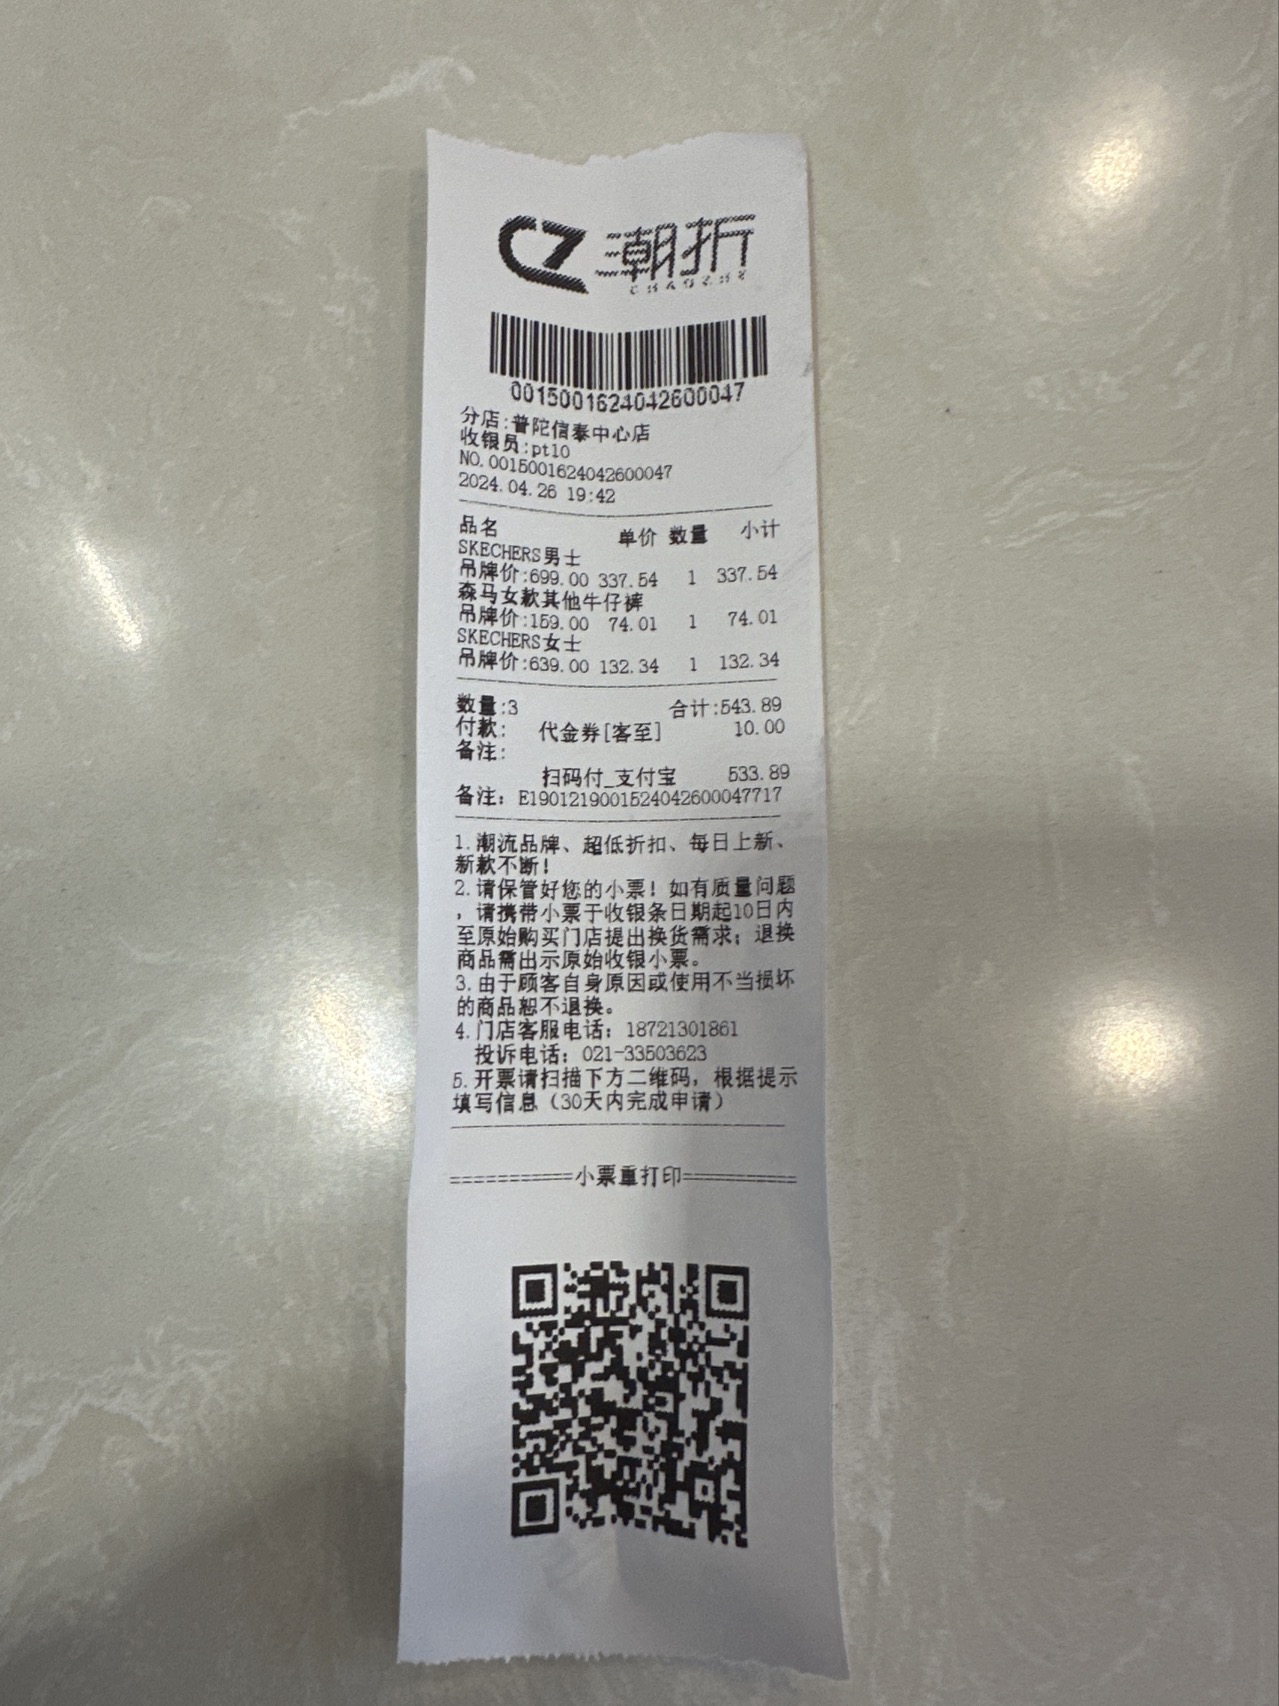 CZ 潮折
CHAOZHE
0015001624042600047
分店:普陀信泰中心店
收银员:pt10
NO.0015001624042600047
2024.04.26 19:42
品名 单价 数量 小计
SKECHERS男士
吊牌价:699.00 337.54 1 337.54
森马女款其他牛仔裤
吊牌价:159.00 74.01 1 74.01
SKECHERS女士
吊牌价:639.00 132.34 1 132.34
数量:3 合计:543.89
付款: 代金券[客至] 10.00
备注:
扫码付_支付宝 533.89
备注: E1901219001524042600047717
1.潮流品牌、超低折扣、每日上新、
新款不断!
2.请保管好您的小票!如有质量问题
,请携带小票于收银条日期起10日内
至原始购买门店提出换货需求;退换
商品需出示原始收银小票。
3.由于顾客自身原因或使用不当损坏
的商品恕不退换。
4.门店客服电话: 18721301861
投诉电话: 021-33503623
5.开票请扫描下方二维码,根据提示
填写信息(30天内完成申请)
===========小票重打印===========